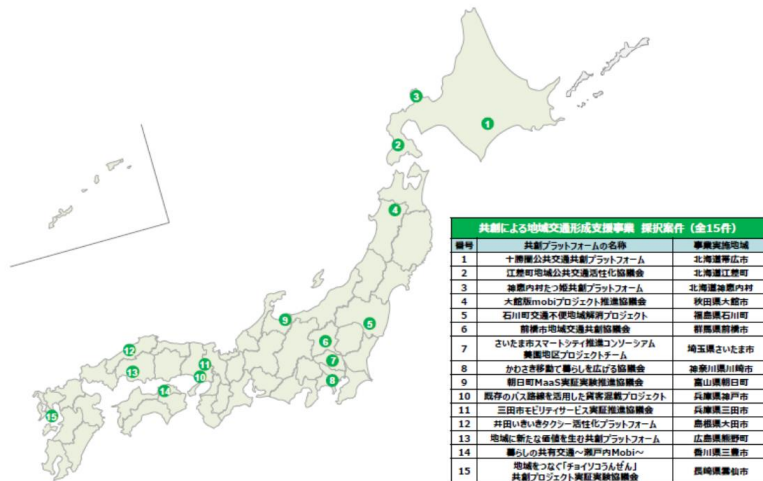 3
1
2
4
9
5
6
12
11
7
13
10
14
8
15
共創による地域交通形成支援事業 採択案件（全15件）
番号 共創プラットフォームの名称 事業実施地域
1 十勝圏公共交通共創プラットフォーム 北海道帯広市
2 江差町地域公共交通活性化協議会 北海道江差町
3 神恵内村たつ姫共創プラットフォーム 北海道神恵内村
4 大館版mobiプロジェクト推進協議会 秋田県大館市
5 石川町交通不便地域解消プロジェクト 福島県石川町
6 前橋市地域交通共創協議会 群馬県前橋市
7 さいたま市スマートシティ推進コンソーシアム 埼玉県さいたま市
美園地区プロジェクトチーム
8 かわさき移動で暮らしを広げる協議会 神奈川県川崎市
9 朝日町MaaS実証実験推進協議会 富山県朝日町
10 既存のバス路線を活用した貨客混載プロジェクト 兵庫県神戸市
11 三田市モビリティサービス実証推進協議会 兵庫県三田市
12 井田いきいきタクシー活性化プラットフォーム 島根県大田市
13 地域に新たな価値を生む共創プラットフォーム 広島県熊野町
14 暮らしの共有交通～瀬戸内Mobi～ 香川県三豊市
15 地域をつなぐ「チョイソコうんぜん」 長崎県雲仙市
共創プロジェクト実証実験協議会